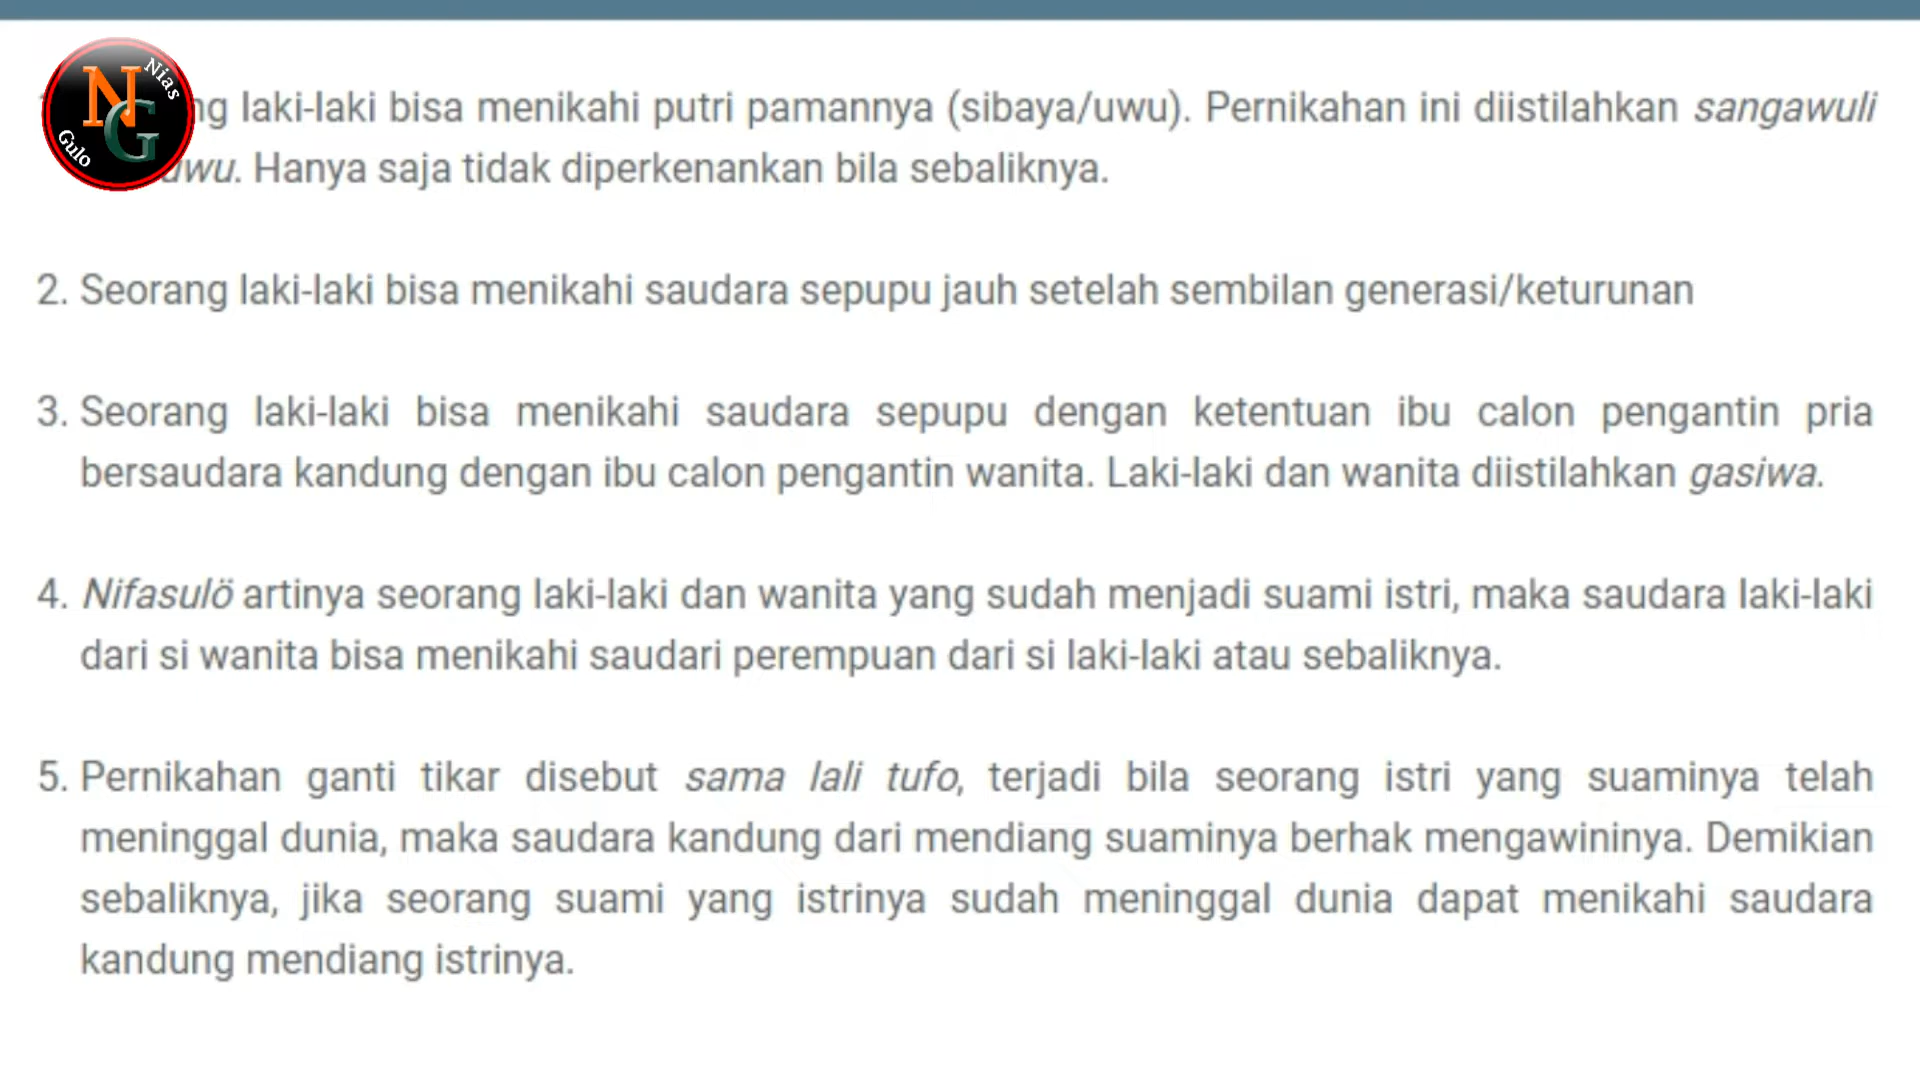 Nias
NG
Gulo
laki-laki bisa menikahi putri pamannya (sibaya/uwu). Pernikahan ini diistilahkan sangawuli
Hanya saja tidak diperkenankan bila sebaliknya.
2. Seorang laki-laki bisa menikahi saudara sepupu jauh setelah sembilan generasi/keturunan
3. Seorang laki-laki bisa menikahi saudara sepupu dengan ketentuan ibu calon pengantin pria
bersaudara kandung dengan ibu calon pengantin wanita. Laki-laki dan wanita diistilahkan gasiwa.
4. Nifasulö artinya seorang laki-laki dan wanita yang sudah menjadi suami istri, maka saudara laki-laki
dari si wanita bisa menikahi saudari perempuan dari si laki-laki atau sebaliknya.
5. Pernikahan ganti tikar disebut sama lali tufo, terjadi bila seorang istri yang suaminya telah
meninggal dunia, maka saudara kandung dari mendiang suaminya berhak mengawininya. Demikian
sebaliknya, jika seorang suami yang istrinya sudah meninggal dunia dapat menikahi saudara
kandung mendiang istrinya.